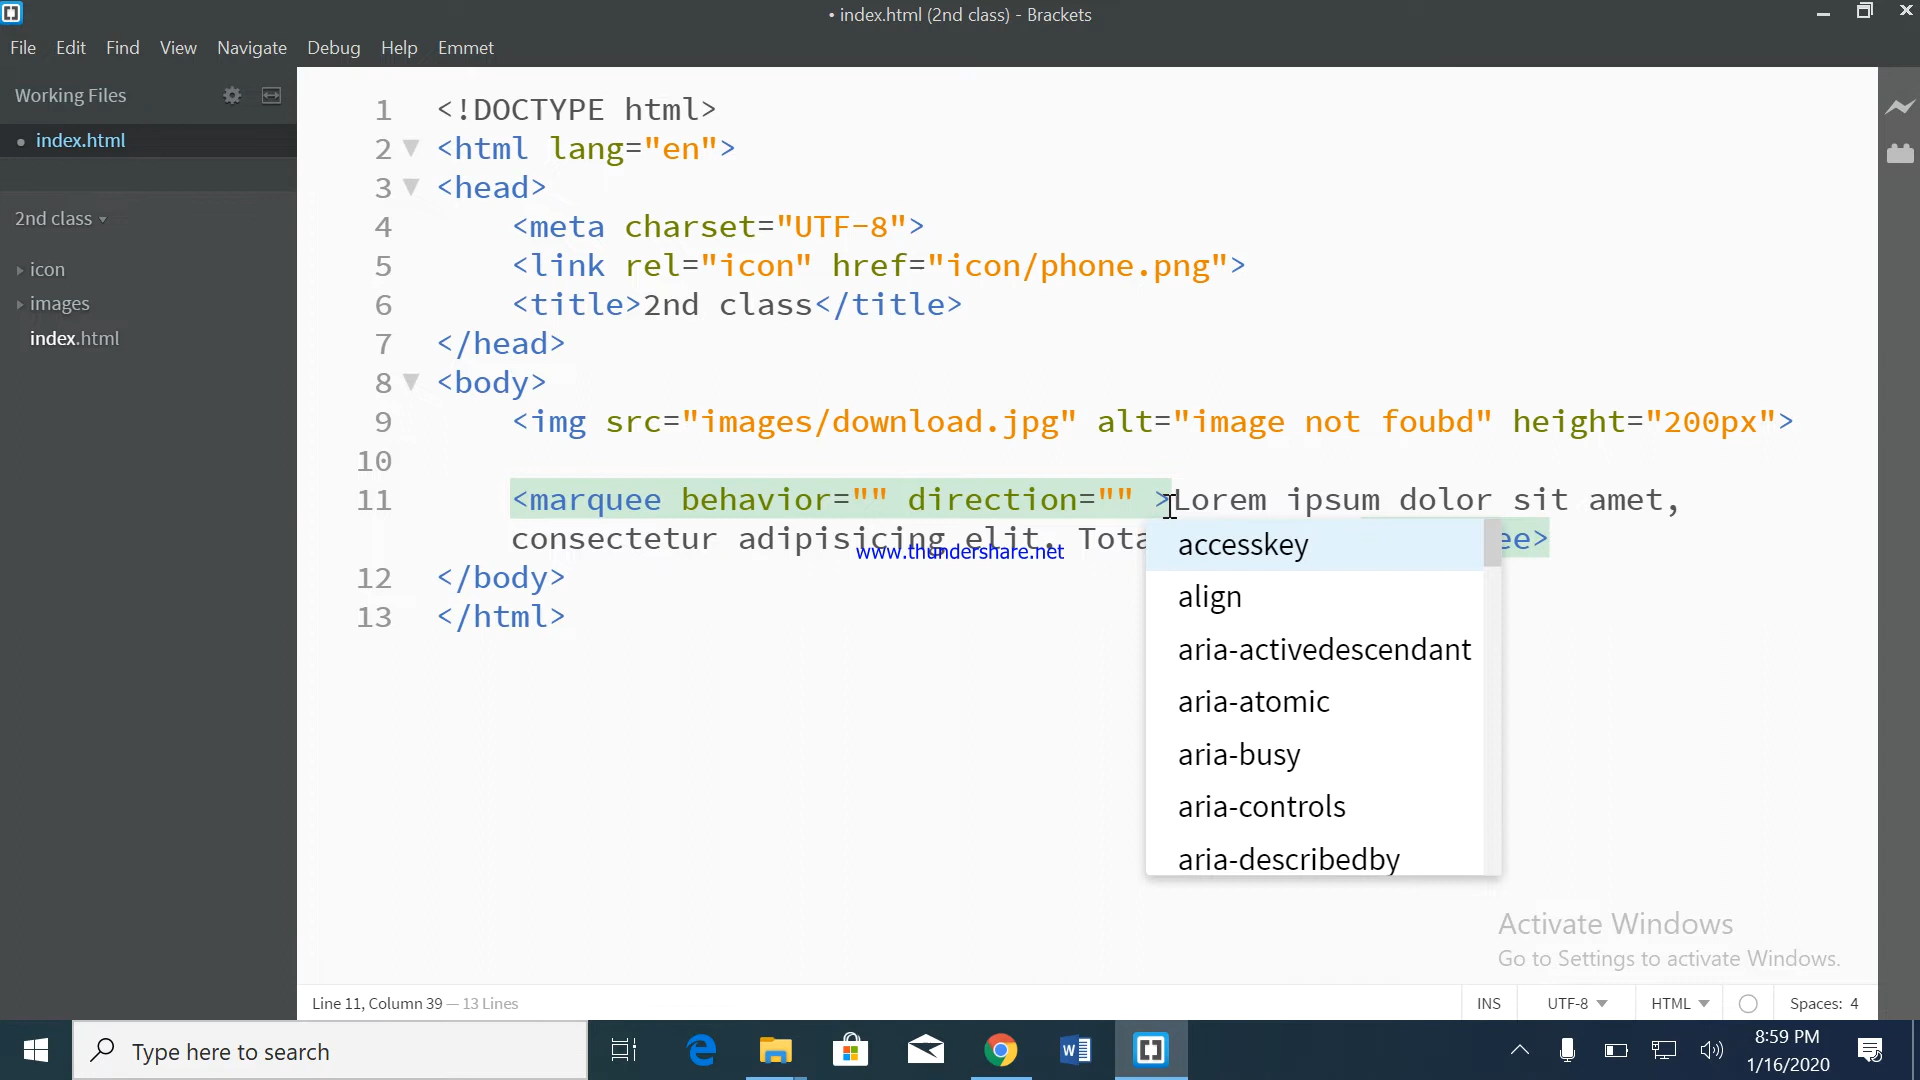 • index.html (2nd class) - Brackets
File Edit Find View Navigate Debug Help Emmet
Working Files
• index.html
2nd class
icon
images
index.html
1 <!DOCTYPE html>
2 <html lang="en">
3 <head>
4 <meta charset="UTF-8">
5 <link rel="icon" href="icon/phone.png">
6 <title>2nd class</title>
7 </head>
8 <body>
9 <img src="images/download.jpg" alt="image not foubd" height="200px">
10
11 <marquee behavior="" direction="" >Lorem ipsum dolor sit amet,
consectetur adipisicing elit. Tota ee>
www.thundershare.net
12 </body>
13 </html>
accesskey
align
aria-activedescendant
aria-atomic
aria-busy
aria-controls
aria-describedby
Activate Windows
Go to Settings to activate Windows.
Line 11, Column 39 — 13 Lines
INS UTF-8 HTML Spaces: 4
Type here to search
8:59 PM
1/16/2020